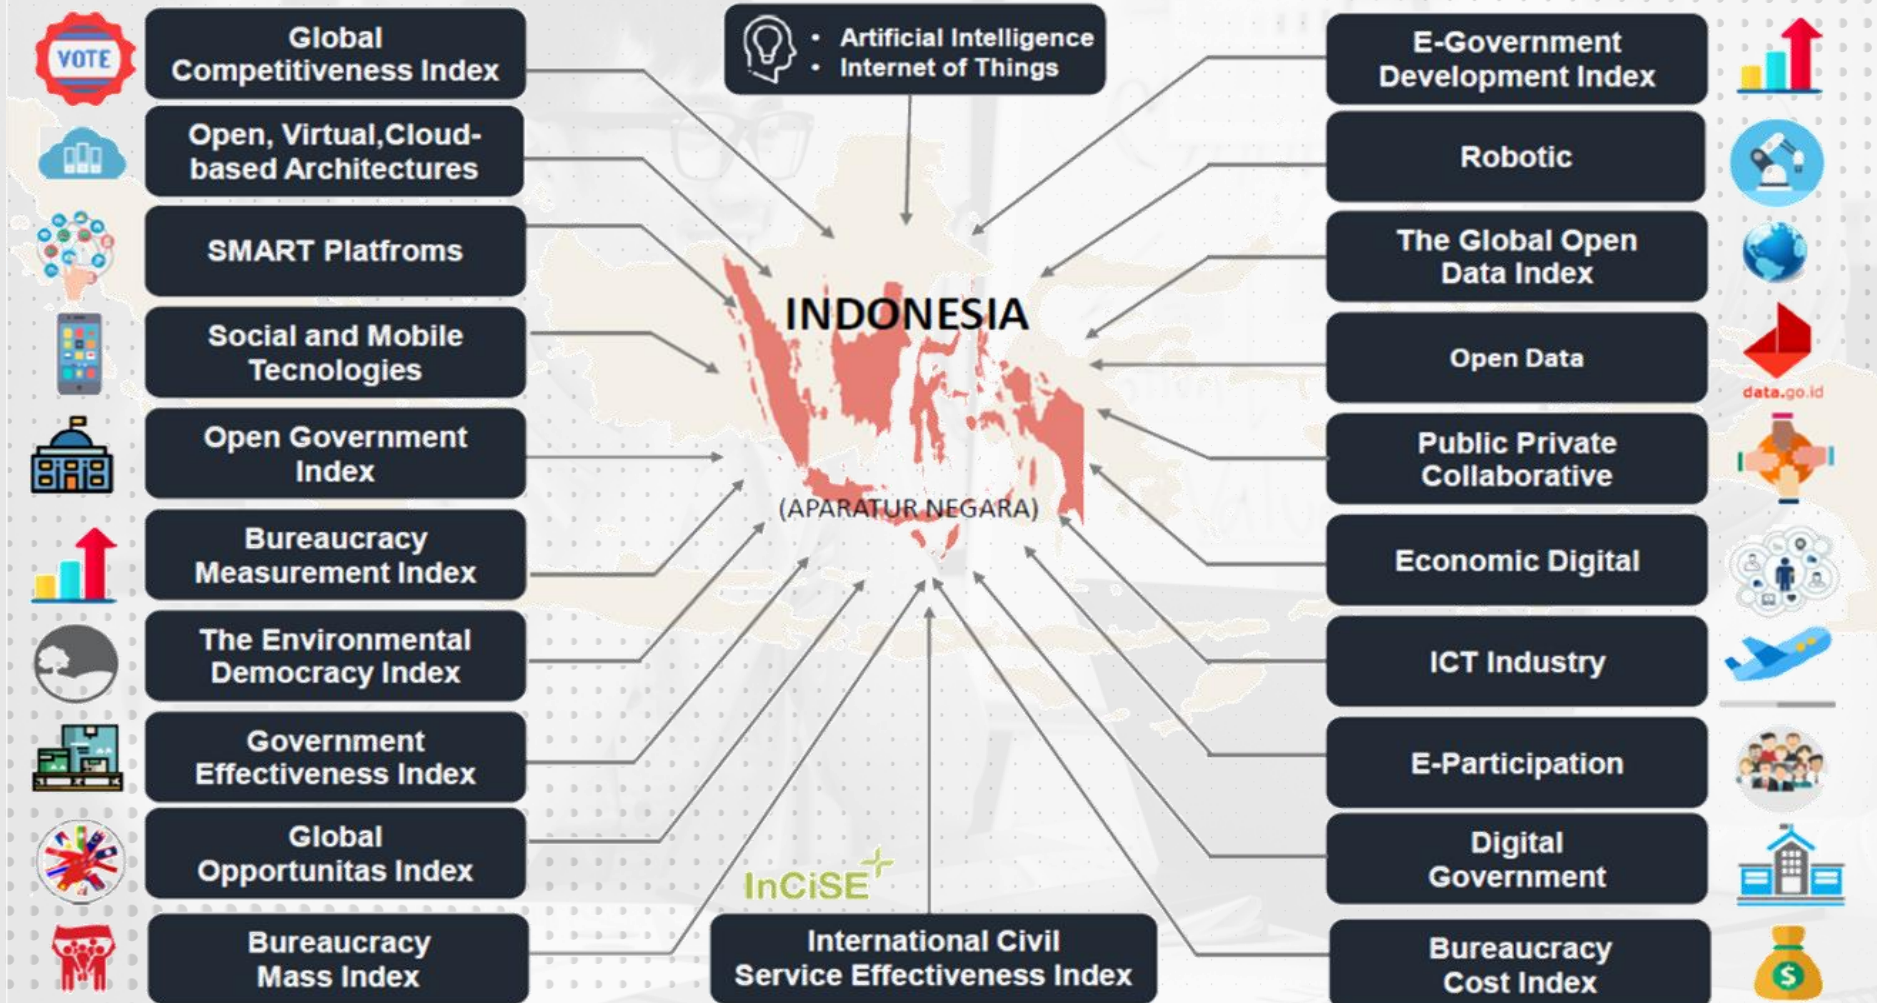 VOTE
Global
Competitiveness Index
Open, Virtual,Cloud-
based Architectures
SMART Platfroms
Social and Mobile
Tecnologies
Open Government
Index
Bureaucracy
Measurement Index
The Environmental
Democracy Index
Government
Effectiveness Index
Global
Opportunitas Index
Bureaucracy
Mass Index
• Artificial Intelligence
• Internet of Things
INDONESIA
(APARATUR NEGARA)
InCiSE
International Civil
Service Effectiveness Index
E-Government
Development Index
Robotic
The Global Open
Data Index
Open Data
data.go.id
Public Private
Collaborative
Economic Digital
ICT Industry
E-Participation
Digital
Government
Bureaucracy
Cost Index
$